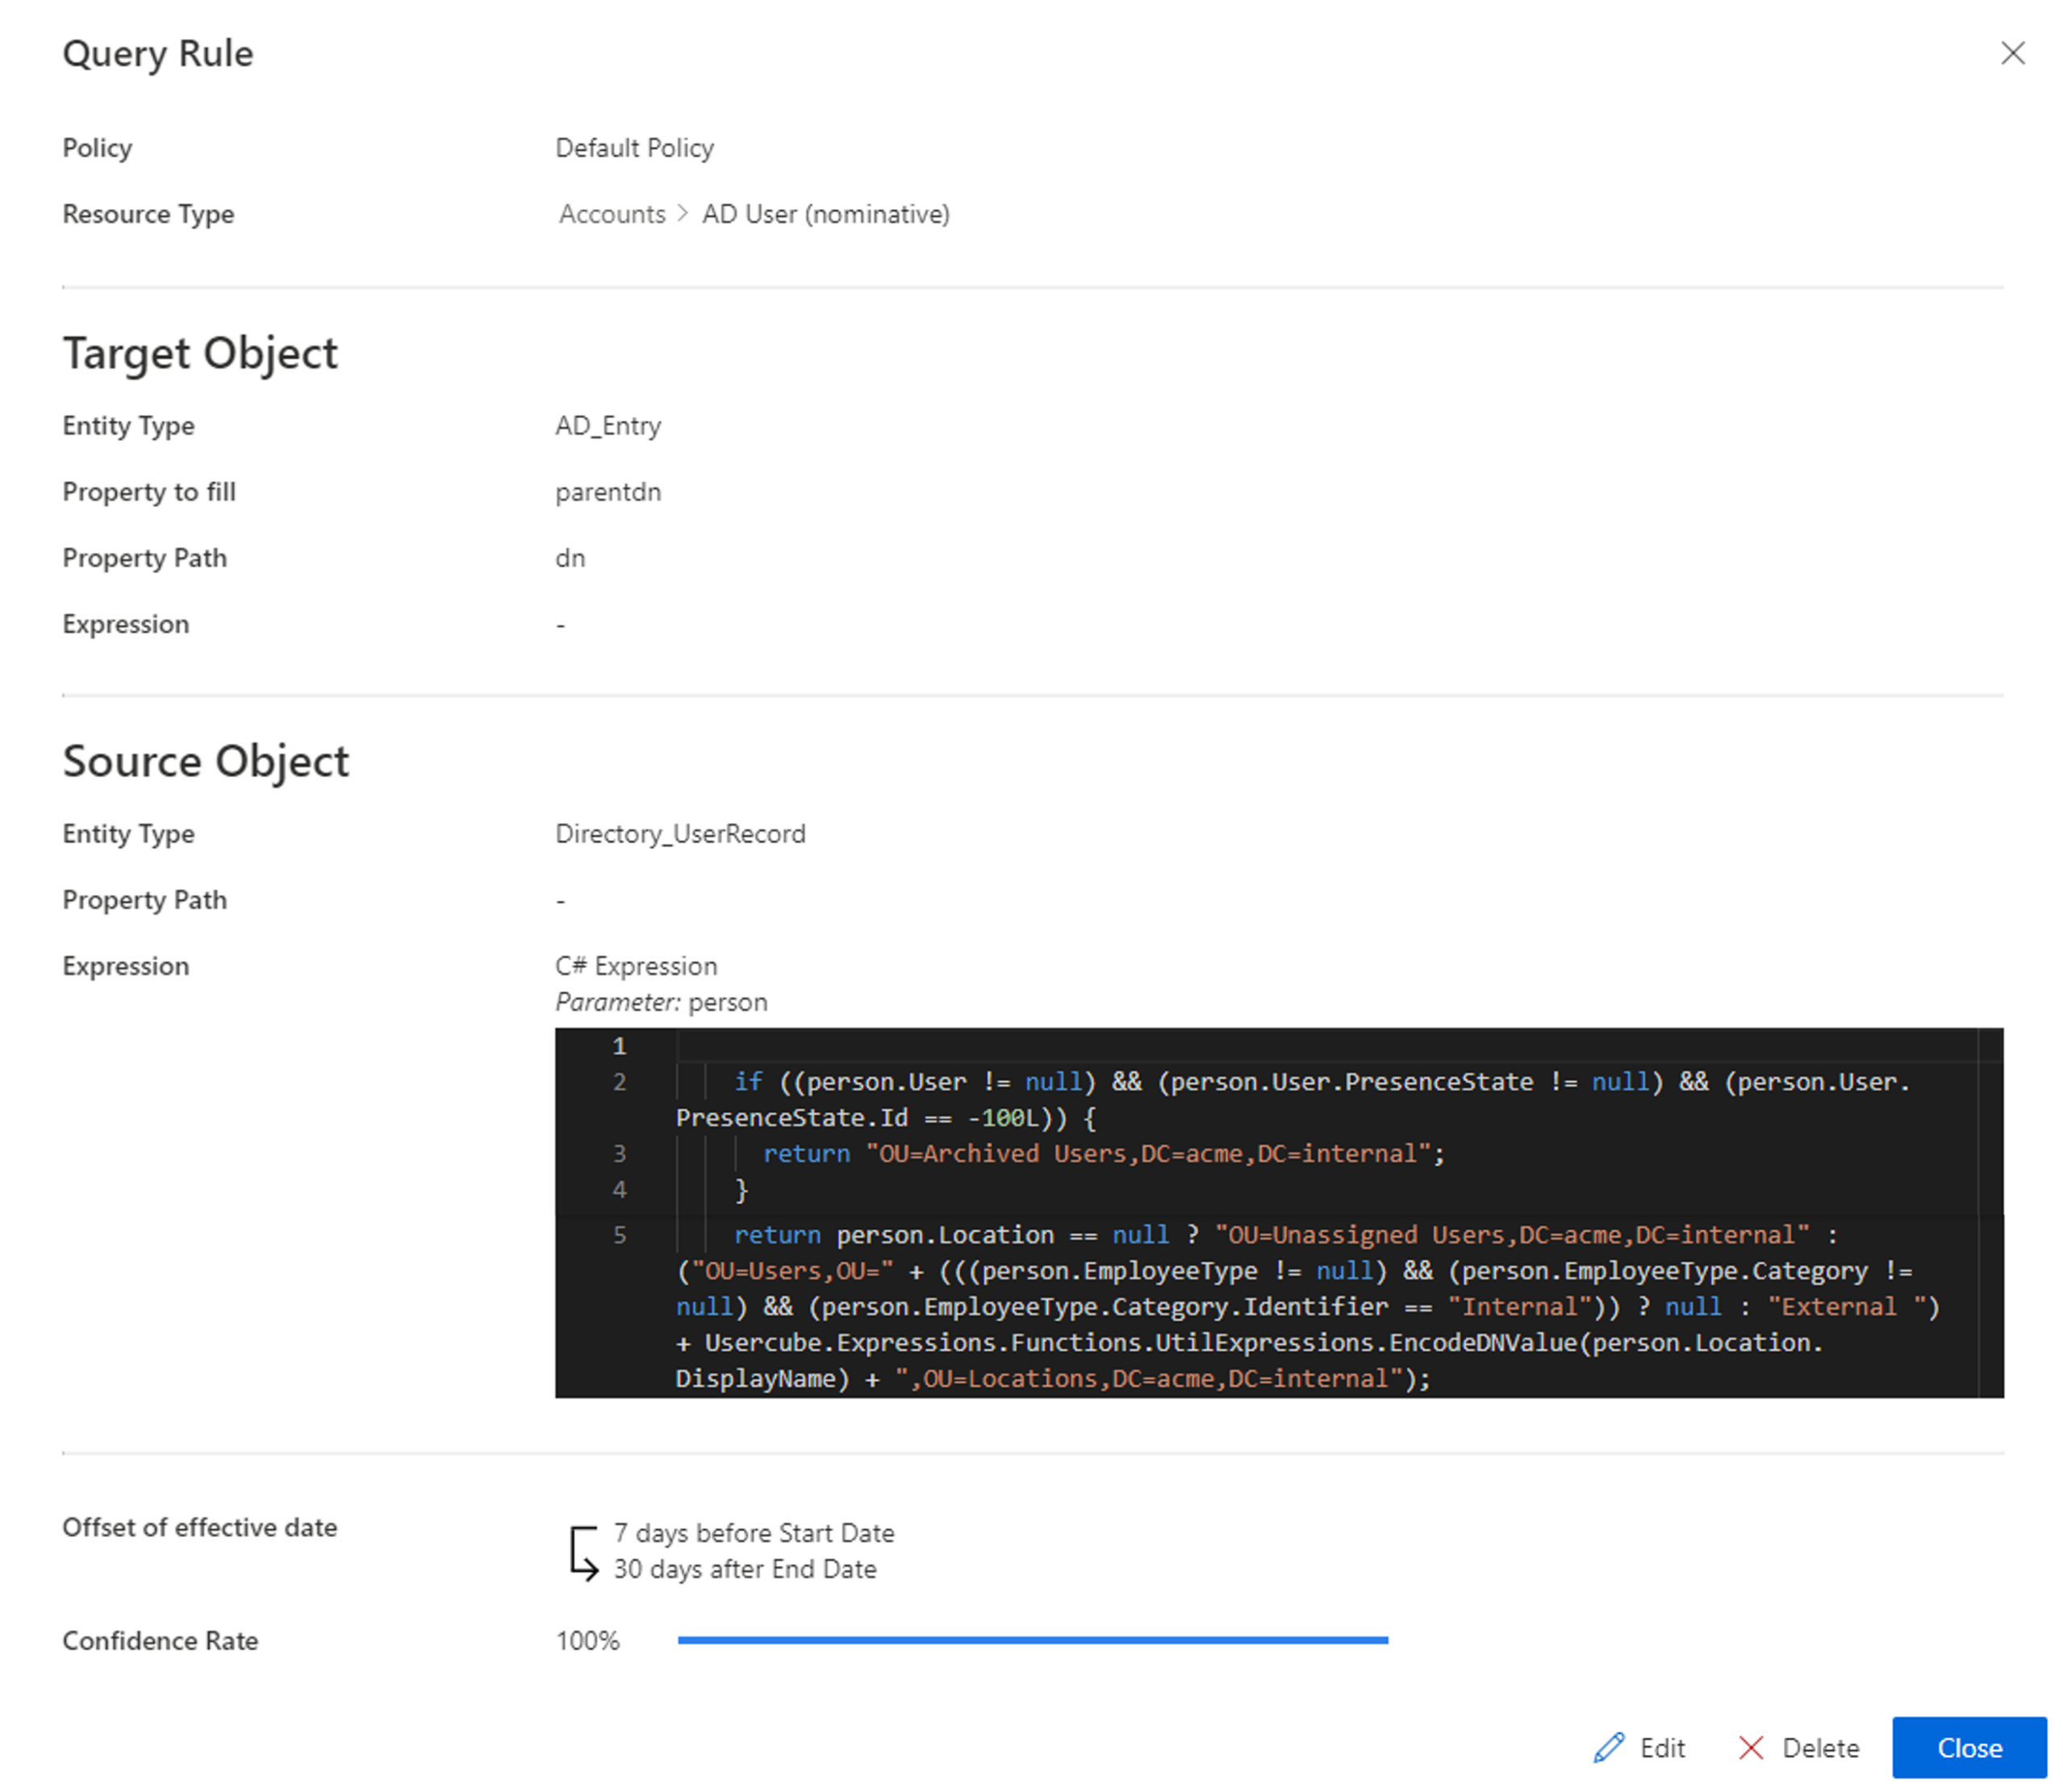 Query Rule
Policy Default Policy
Resource Type Accounts > AD User (nominative)
Target Object
Entity Type AD_Entry
Property to fill parentdn
Property Path dn
Expression -
Source Object
Entity Type Directory_UserRecord
Property Path -
Expression C# Expression
Parameter: person
1
2 if ((person.User != null) && (person.User.PresenceState != null) && (person.User.
PresenceState.Id == -100L)) {
3 return "OU=Archived Users,DC=acme,DC=internal";
4 }
5 return person.Location == null ? "OU=Unassigned Users,DC=acme,DC=internal" :
("OU=Users,OU=" + (((person.EmployeeType != null) && (person.EmployeeType.Category !=
null) && (person.EmployeeType.Category.Identifier == "Internal")) ? null : "External ")
+ Usercube.Expressions.Functions.UtilExpressions.EncodeDNValue(person.Location.
DisplayName) + ",OU=Locations,DC=acme,DC=internal");
Offset of effective date 7 days before Start Date
30 days after End Date
Confidence Rate 100%
Edit Delete Close